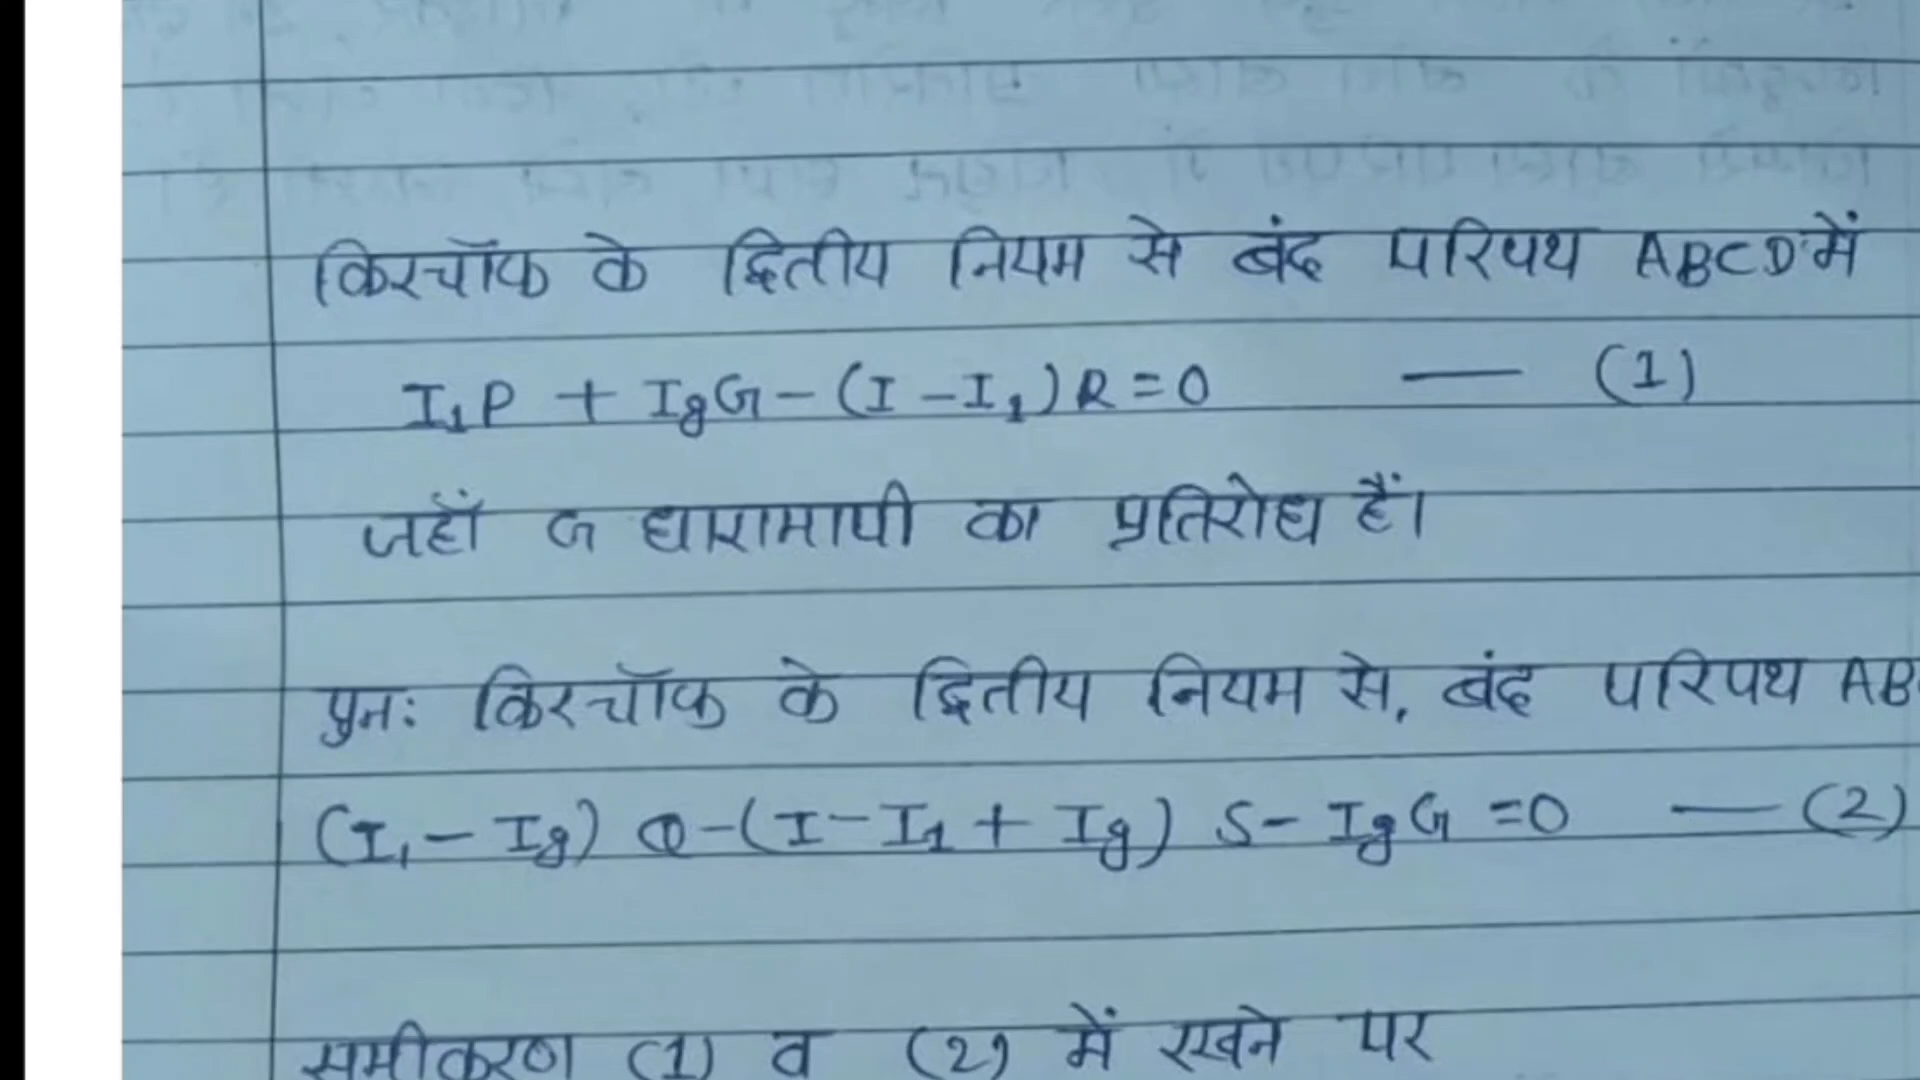 किरचॉफ के द्वितीय नियम से बंद परिपथ ABCD में
I₁P + IgG - (I - I₁) R = 0 — (1)
जहाँ G धारामापी का प्रतिरोध हैं।
पुनः किरचॉफ के द्वितीय नियम से, बंद परिपथ AB
(I₁ - Ig) Q - (I - I₁ + Ig) S - IgG = 0 — (2)
समीकरण (1) व (2) में रखने पर